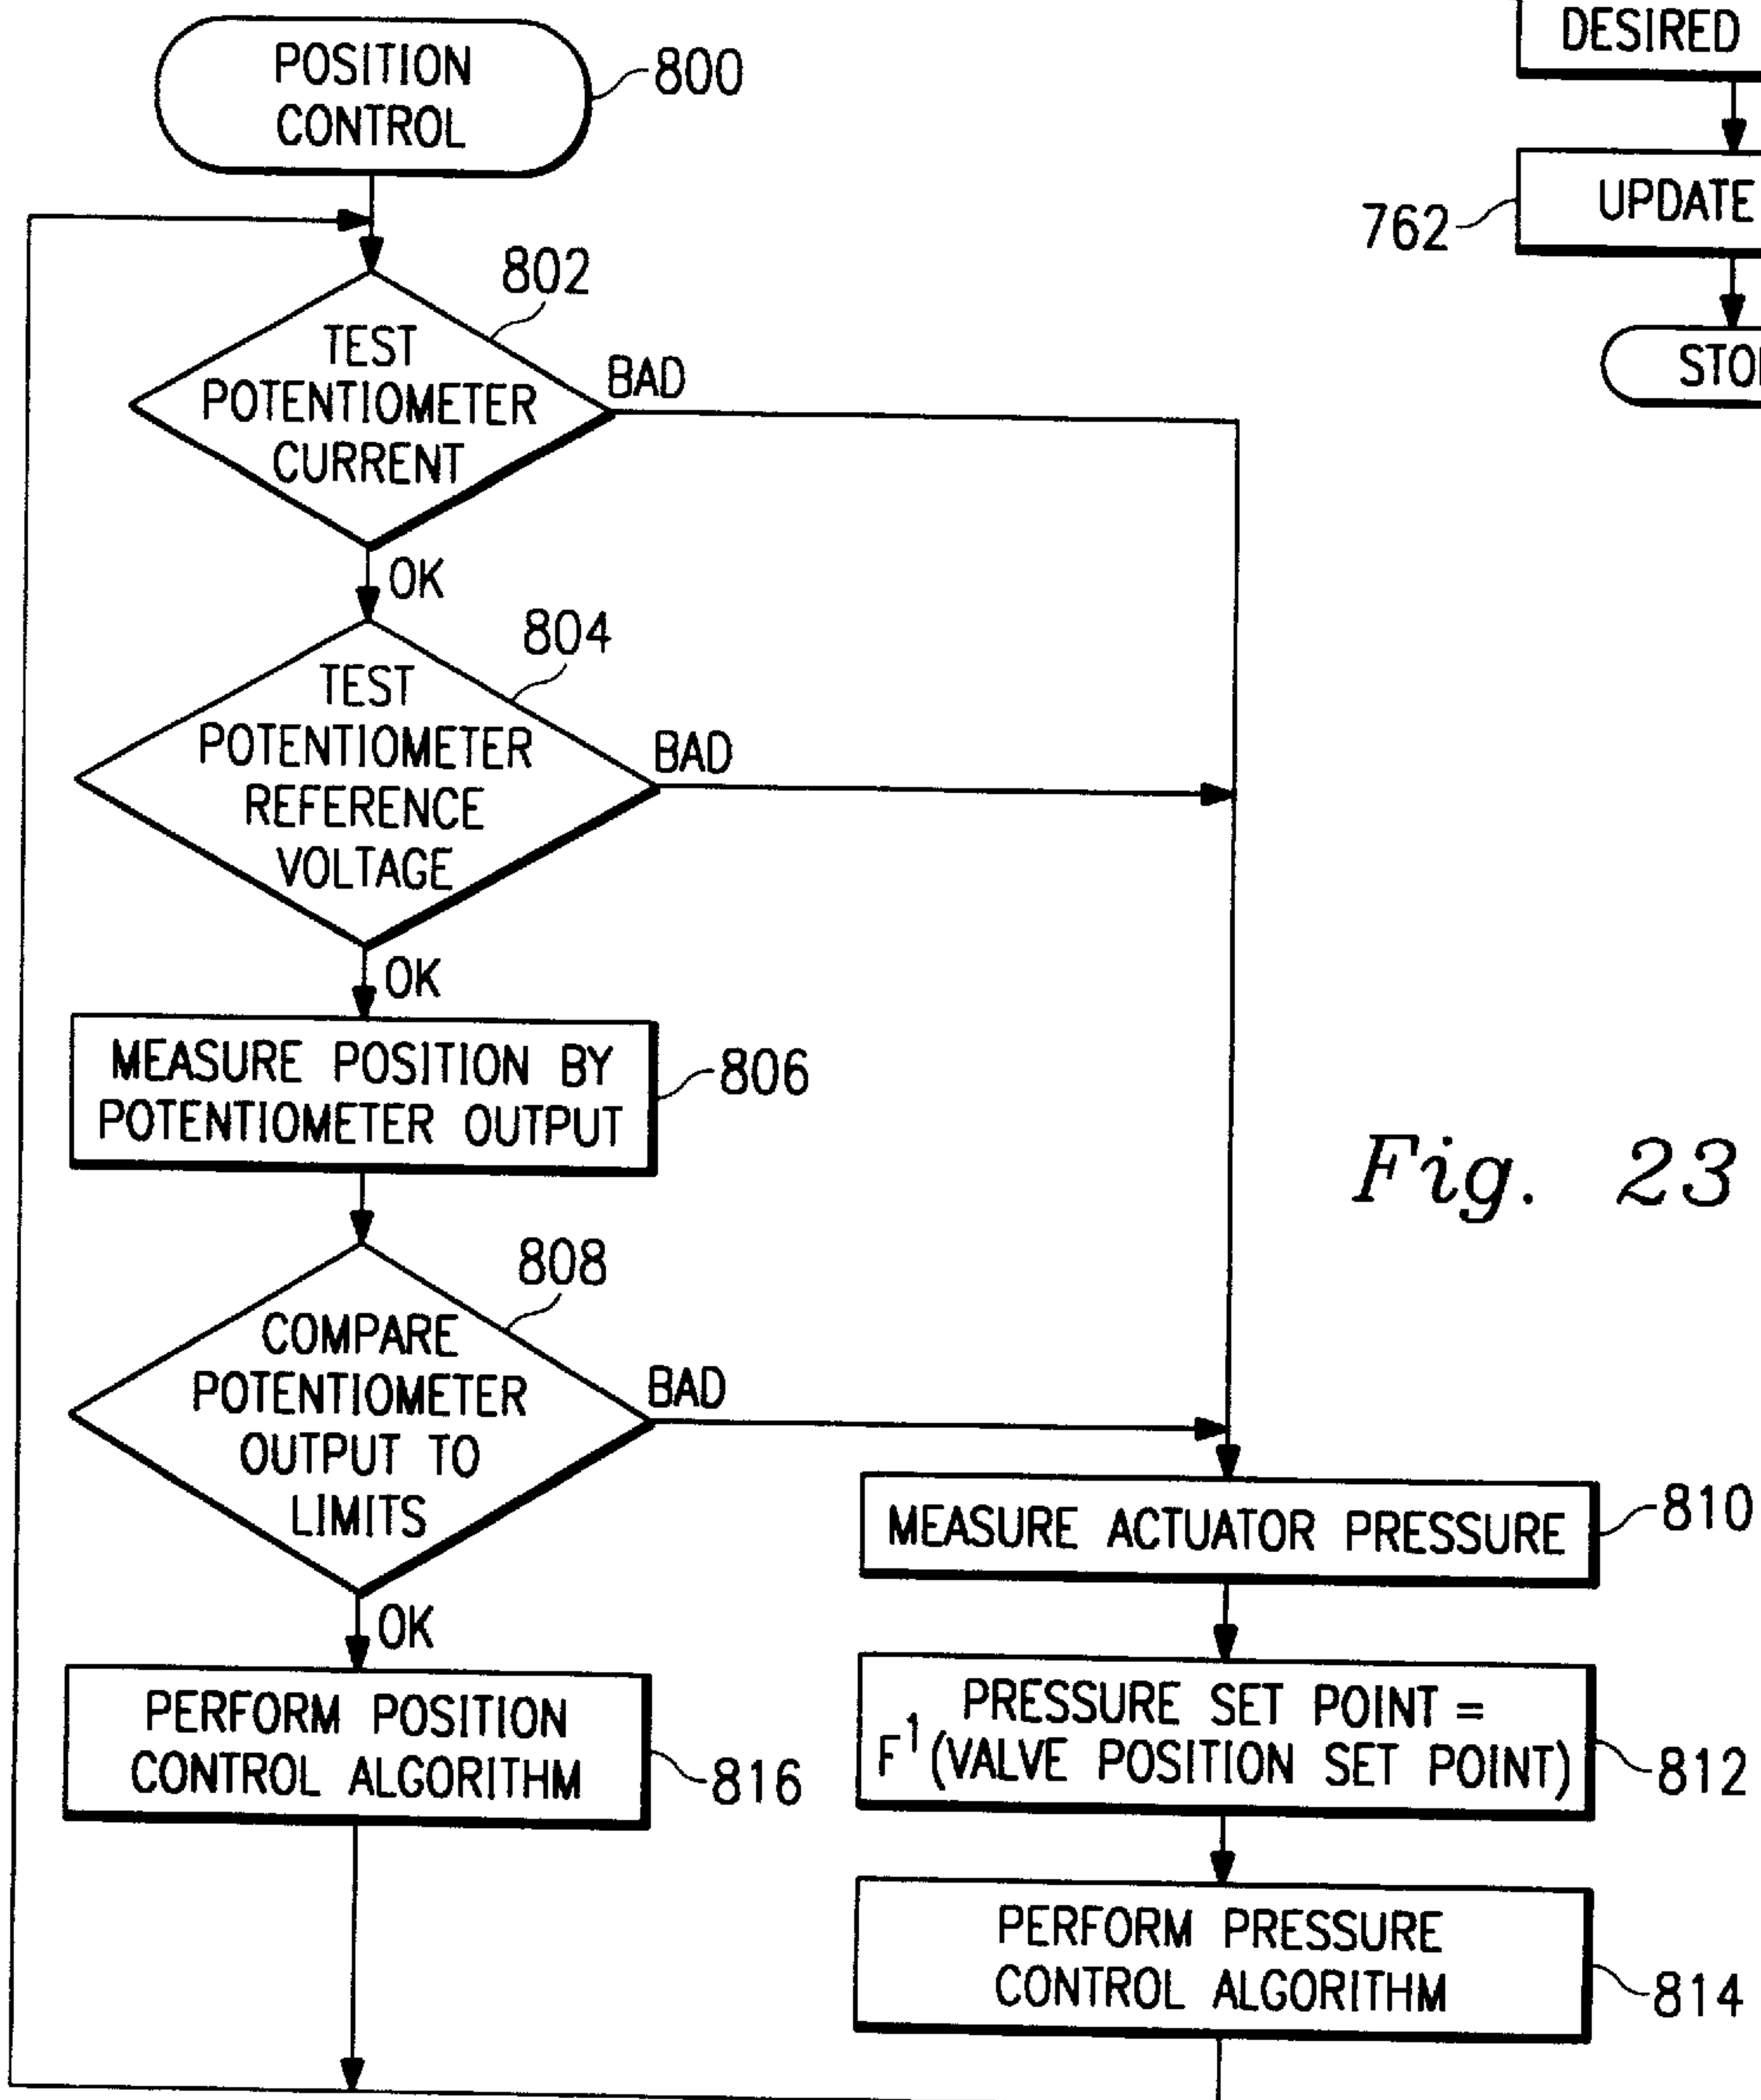 POSITION
CONTROL
800
802
TEST
POTENTIOMETER
CURRENT
BAD
OK
804
TEST
POTENTIOMETER
REFERENCE
VOLTAGE
BAD
OK
MEASURE POSITION BY
POTENTIOMETER OUTPUT
806
808
COMPARE
POTENTIOMETER
OUTPUT TO
LIMITS
BAD
OK
PERFORM POSITION
CONTROL ALGORITHM
816
MEASURE ACTUATOR PRESSURE
810
PRESSURE SET POINT =
F¹(VALVE POSITION SET POINT)
812
PERFORM PRESSURE
CONTROL ALGORITHM
814
DESIRED
UPDATE
762
Fig. 23